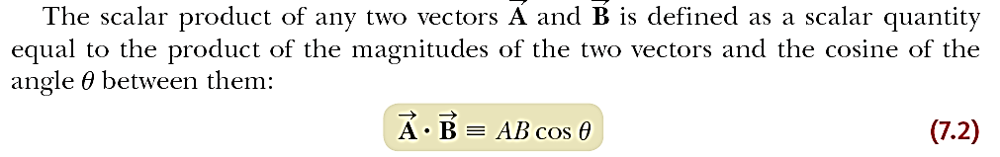 The scalar product of any two vectors A⃗ and B⃗ is defined as a scalar quantity
equal to the product of the magnitudes of the two vectors and the cosine of the
angle θ between them:
A⃗ · B⃗ ≡ AB cos θ (7.2)